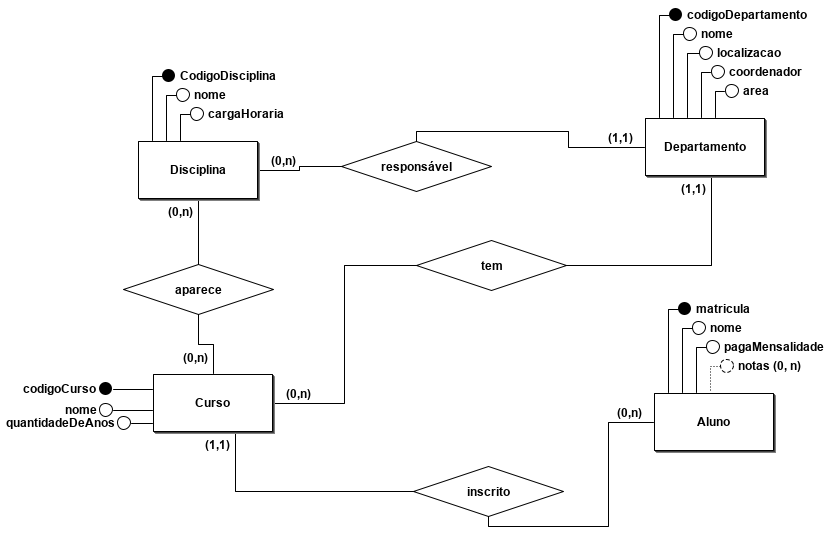 codigoDepartamento
nome
localizacao
coordenador
area
CodigoDisciplina
nome
cargaHoraria
(1,1)
Departamento
Disciplina
(0,n)
responsável
(1,1)
(0,n)
tem
aparece
matricula
nome
pagaMensalidade
notas (0, n)
(0,n)
codigoCurso
nome
quantidadeDeAnos
Curso
(0,n)
(0,n)
Aluno
(1,1)
inscrito